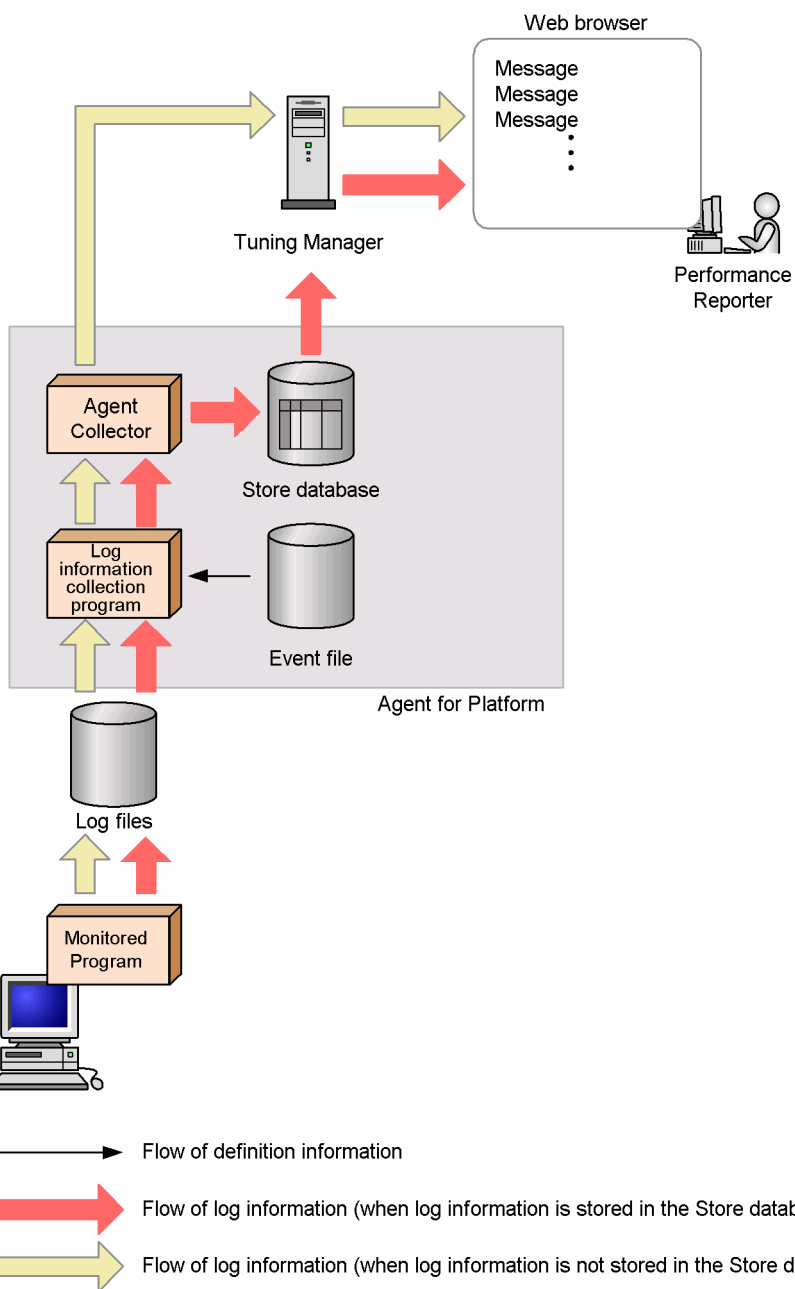 Web browser
Message
Message
Message
Tuning Manager
Performance
Reporter
Agent
Collector
Store database
Log
information
collection
program
Event file
Agent for Platform
Log files
Monitored
Program
Flow of definition information
Flow of log information (when log information is stored in the Store
Flow of log information (when log information is not stored in the Store